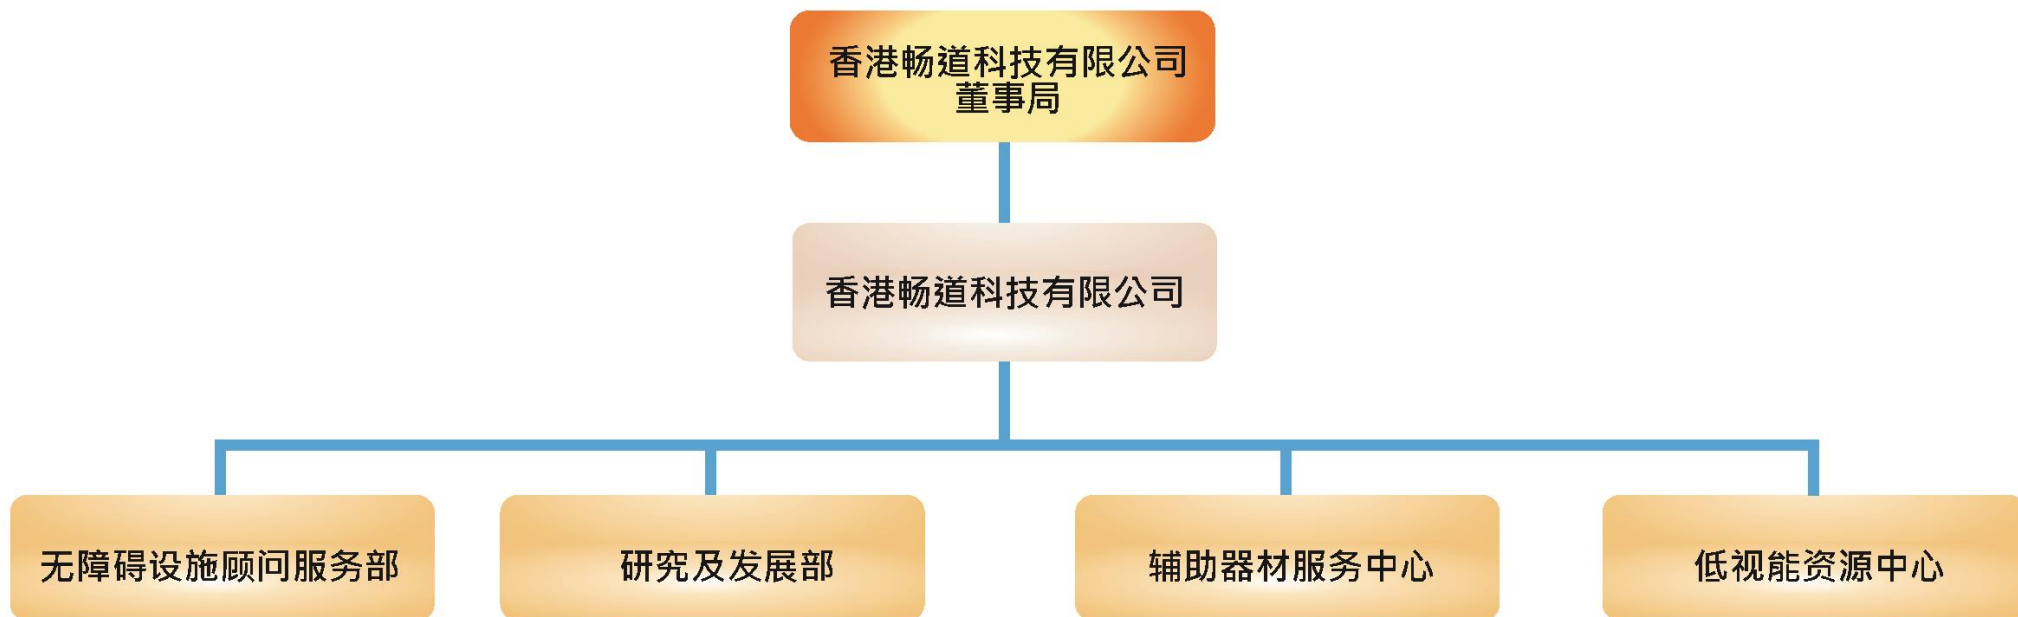 香港畅道科技有限公司
董事局
香港畅道科技有限公司
无障碍设施顾问服务部
研究及发展部
辅助器材服务中心
低视能资源中心